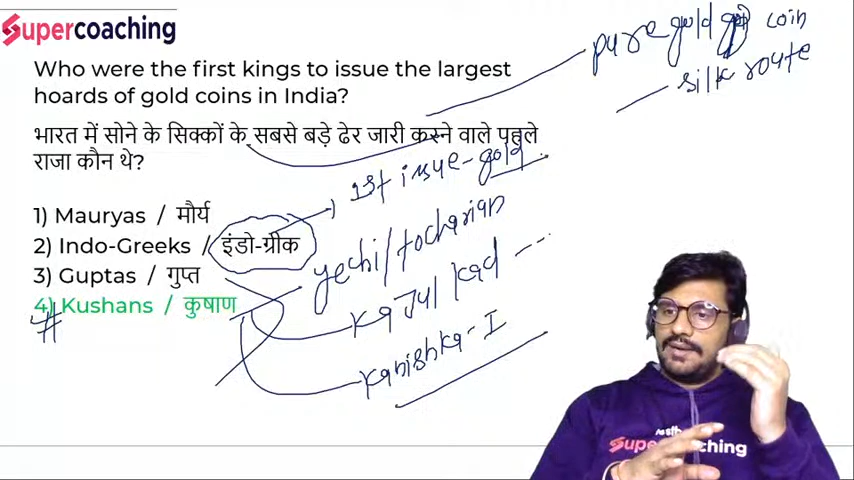 Supercoaching
Who were the first kings to issue the largest
hoards of gold coins in India?
भारत में सोने के सिक्कों के सबसे बड़े ढेर जारी करने वाले पहले
राजा कौन थे?
1) Mauryas / मौर्य
2) Indo-Greeks / इंडो-ग्रीक
3) Guptas / गुप्त
4) Kushans / कुषाण
#
pure gold coin
silk route
1st issue-gold
yechi/tocharian
Kajul Kad ---
Kanishka-I
Supercoaching